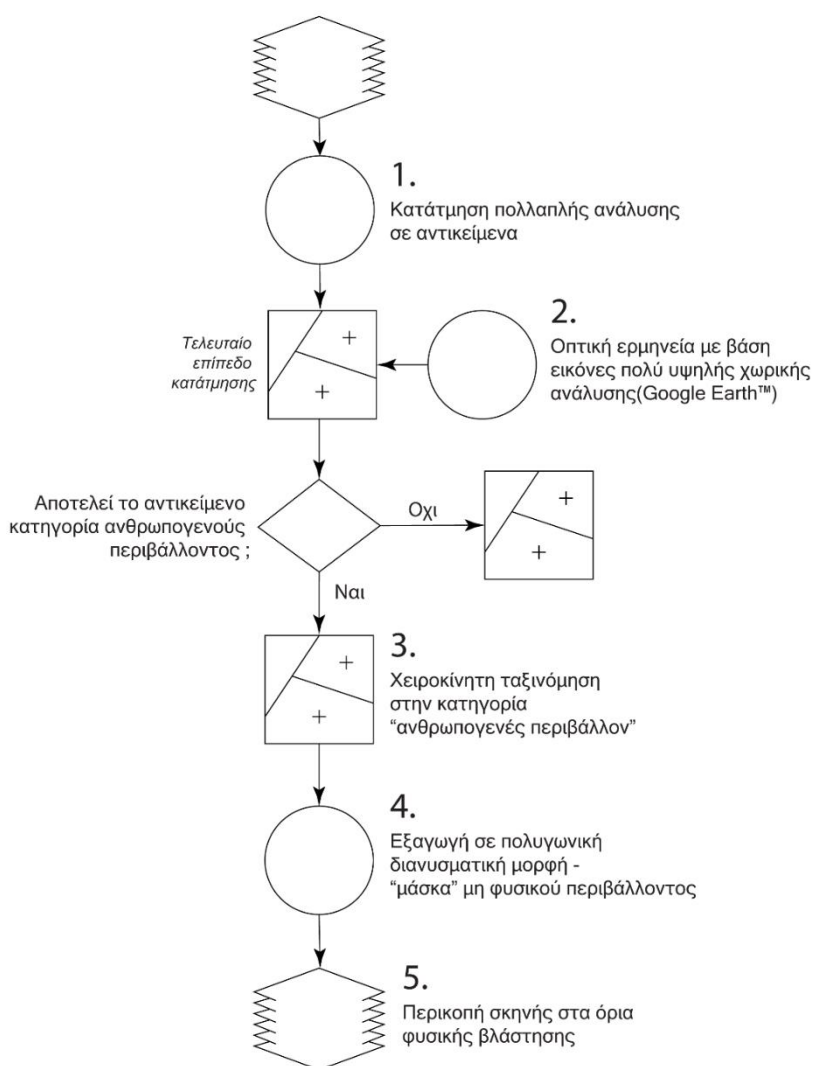 1.
Κατάτμηση πολλαπλής ανάλυσης
σε αντικείμενα
Τελευταίο
επίπεδο
κατάτμησης
2.
Οπτική ερμηνεία με βάση
εικόνες πολύ υψηλής χωρικής
ανάλυσης(Google Earth™)
Αποτελεί το αντικείμενο
κατηγορία ανθρωπογενούς
περιβάλλοντος ;
Οχι
Ναι
3.
Χειροκίνητη ταξινόμηση
στην κατηγορία
“ανθρωπογενές περιβάλλον”
4.
Εξαγωγή σε πολυγωνική
διανυσματική μορφή -
“μάσκα” μη φυσικού περιβάλλοντος
5.
Περικοπή σκηνής στα όρια
φυσικής βλάστησης